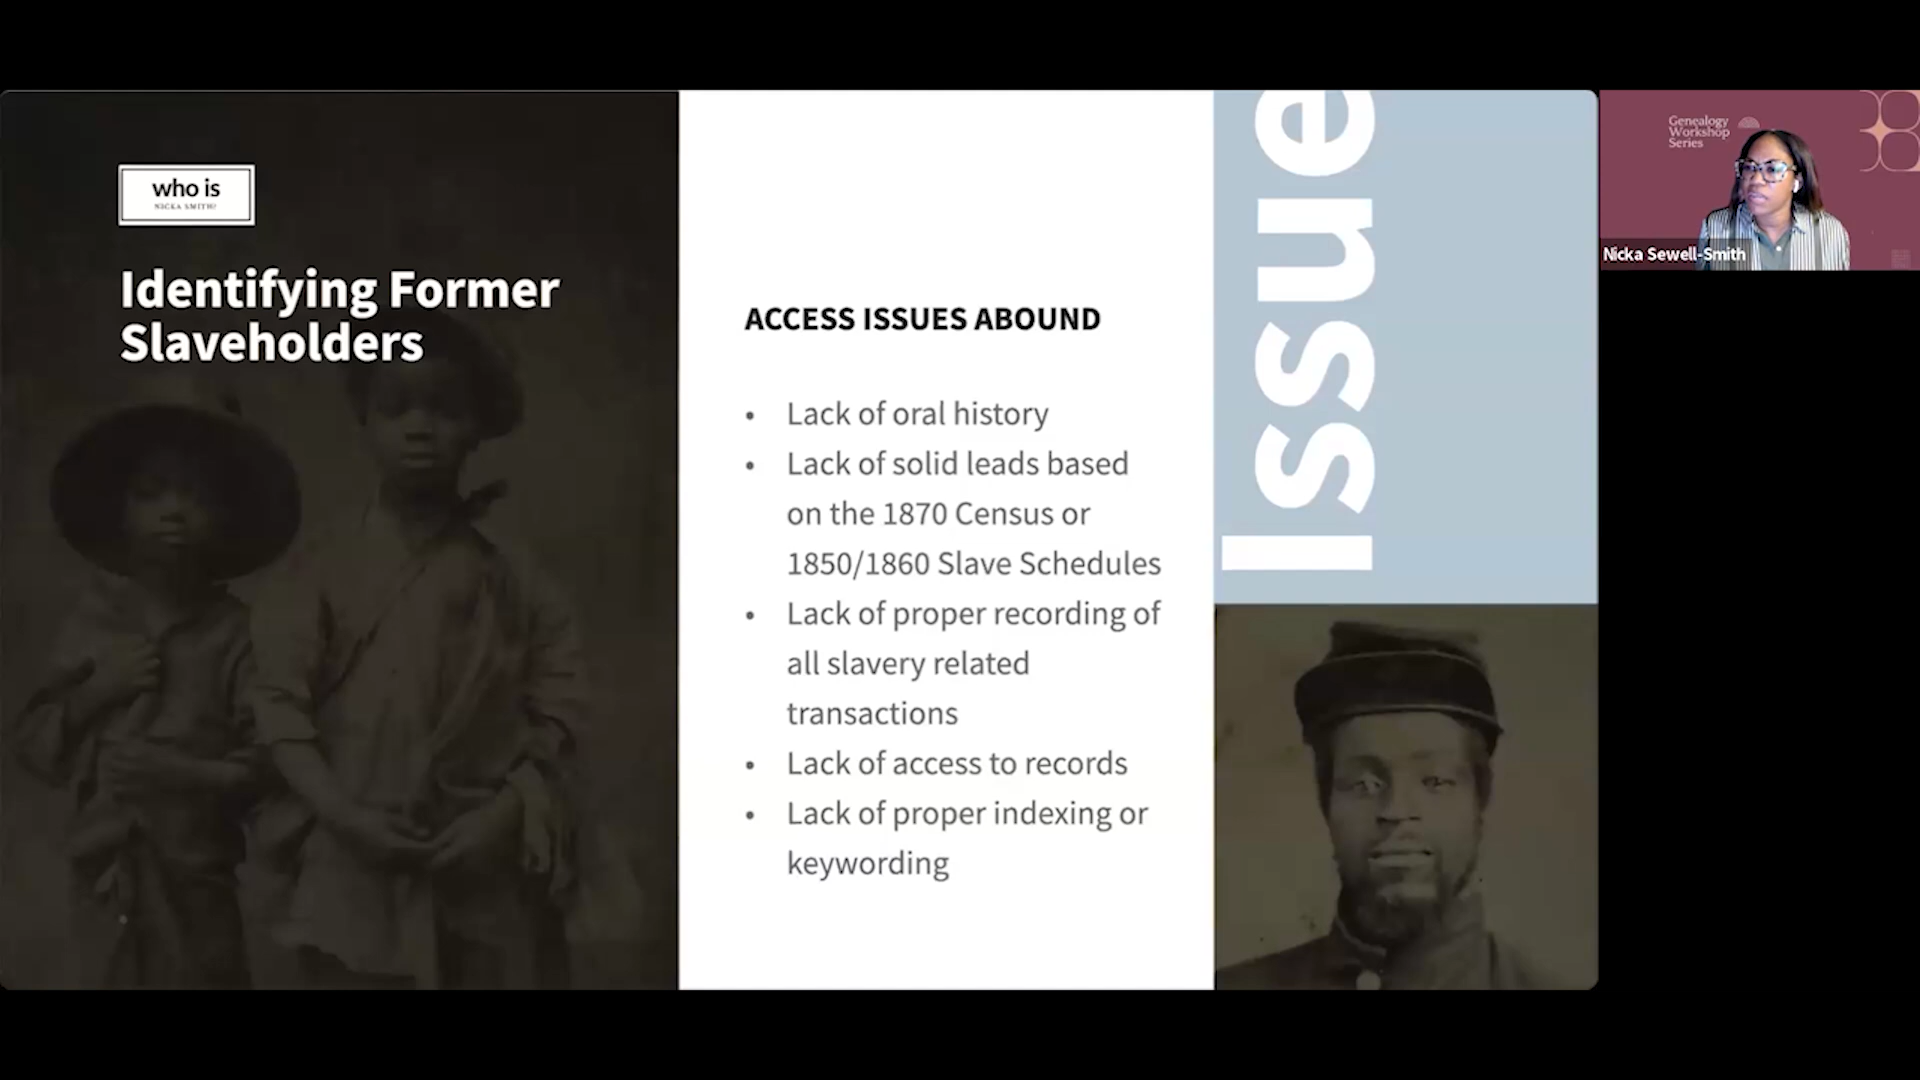 who is
NICKA SMITH?
Identifying Former
Slaveholders
ACCESS ISSUES ABOUND
• Lack of oral history
• Lack of solid leads based
on the 1870 Census or
1850/1860 Slave Schedules
• Lack of proper recording of
all slavery related
transactions
• Lack of access to records
• Lack of proper indexing or
keywording
Issue
Genealogy
Workshop
Series
Nicka Sewell-Smith